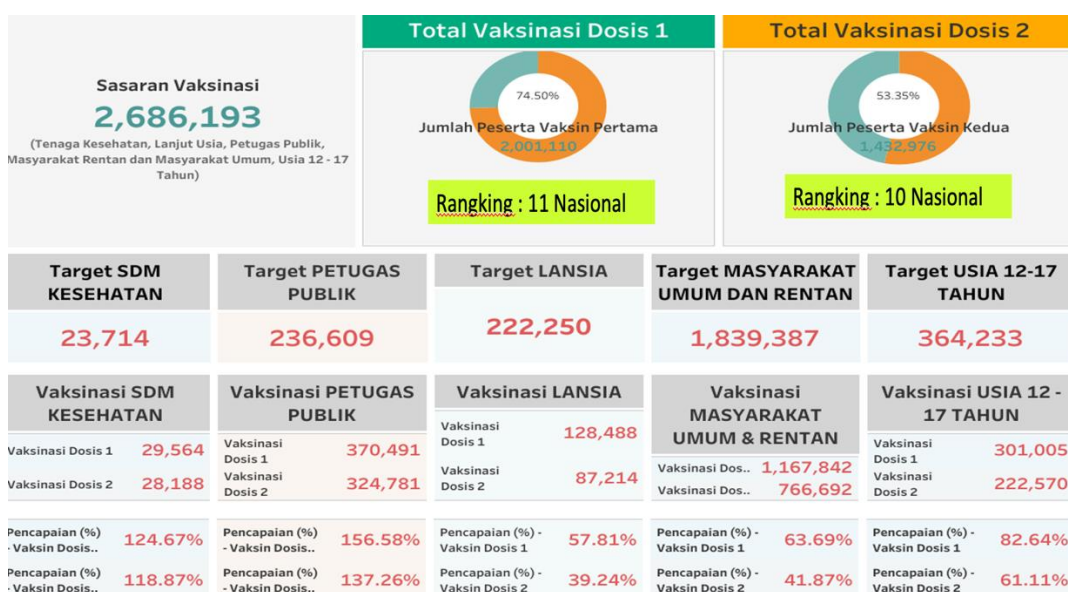 Total Vaksinasi Dosis 1
Total Vaksinasi Dosis 2
Sasaran Vaksinasi
2,686,193
(Tenaga Kesehatan, Lanjut Usia, Petugas Publik,
Masyarakat Rentan dan Masyarakat Umum, Usia 12 - 17
Tahun)
74.50%
Jumlah Peserta Vaksin Pertama
2,001,110
Rangking : 11 Nasional
53.35%
Jumlah Peserta Vaksin Kedua
1,432,976
Rangking : 10 Nasional
Target SDM
KESEHATAN
23,714
Target PETUGAS
PUBLIK
236,609
Target LANSIA
222,250
Target MASYARAKAT
UMUM DAN RENTAN
1,839,387
Target USIA 12-17
TAHUN
364,233
Vaksinasi SDM
KESEHATAN
Vaksinasi Dosis 1 29,564
Vaksinasi Dosis 2 28,188
Vaksinasi PETUGAS
PUBLIK
Vaksinasi
Dosis 1 370,491
Vaksinasi
Dosis 2 324,781
Vaksinasi LANSIA
Vaksinasi
Dosis 1 128,488
Vaksinasi
Dosis 2 87,214
Vaksinasi
MASYARAKAT
UMUM & RENTAN
Vaksinasi Dos.. 1,167,842
Vaksinasi Dos.. 766,692
Vaksinasi USIA 12 -
17 TAHUN
Vaksinasi
Dosis 1 301,005
Vaksinasi
Dosis 2 222,570
Pencapaian (%)
- Vaksin Dosis.. 124.67%
Pencapaian (%)
- Vaksin Dosis.. 118.87%
Pencapaian (%)
- Vaksin Dosis.. 156.58%
Pencapaian (%)
- Vaksin Dosis.. 137.26%
Pencapaian (%) -
Vaksin Dosis 1 57.81%
Pencapaian (%) -
Vaksin Dosis 2 39.24%
Pencapaian (%) -
Vaksin Dosis 1 63.69%
Pencapaian (%) -
Vaksin Dosis 2 41.87%
Pencapaian (%) -
Vaksin Dosis 1 82.64%
Pencapaian (%) -
Vaksin Dosis 2 61.11%